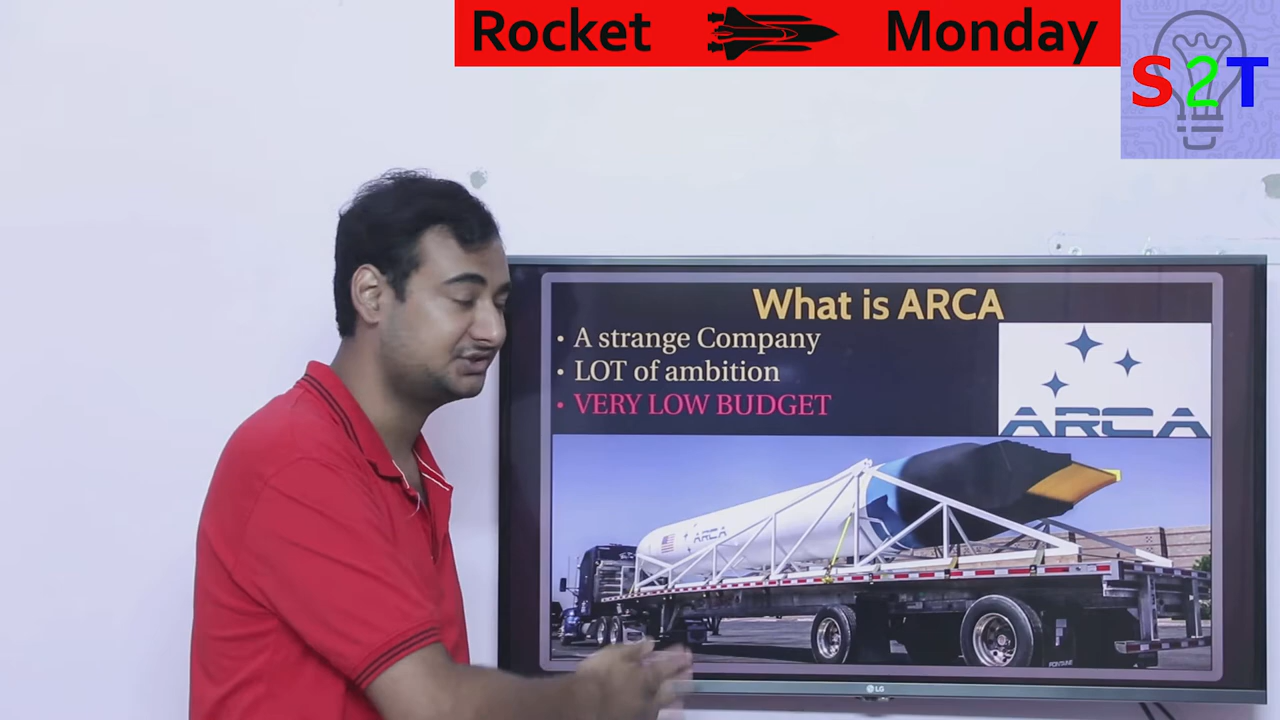 Rocket Monday
S2T
What is ARCA
• A strange Company
• LOT of ambition
• VERY LOW BUDGET
ARCA
ARCA
LG